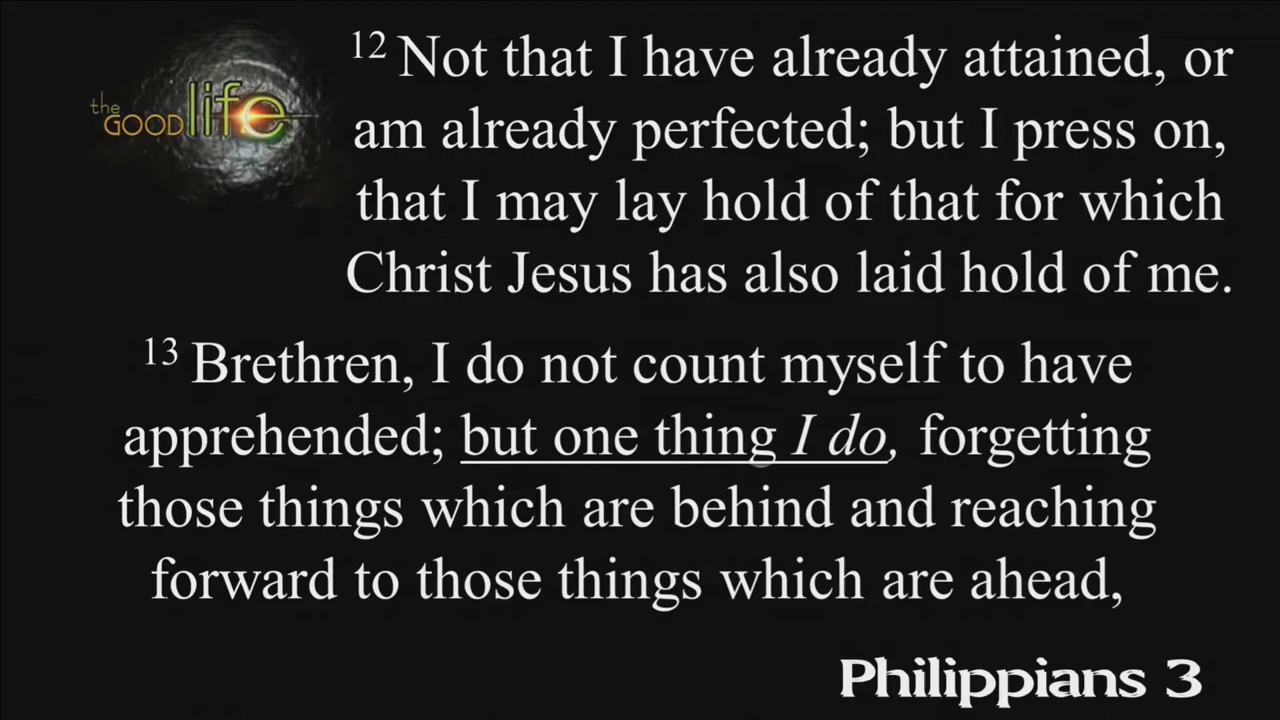 the
GOOD life
12 Not that I have already attained, or
am already perfected; but I press on,
that I may lay hold of that for which
Christ Jesus has also laid hold of me.
13 Brethren, I do not count myself to have
apprehended; but one thing I do, forgetting
those things which are behind and reaching
forward to those things which are ahead,
Philippians 3